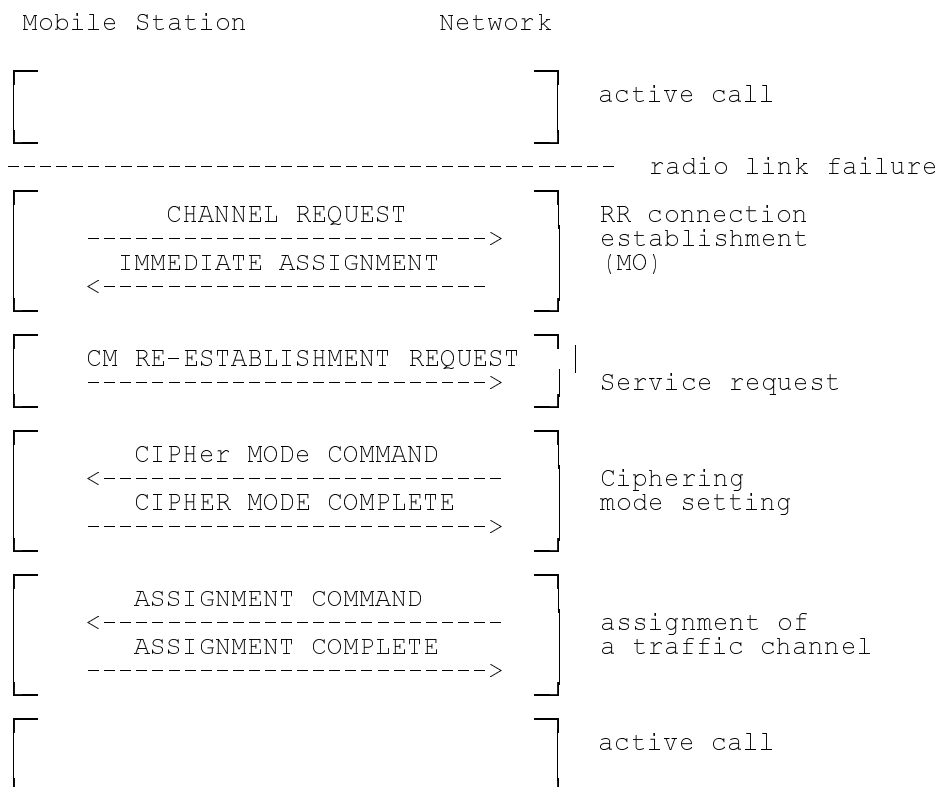 Mobile Station Network
active call
radio link failure
CHANNEL REQUEST RR connection
establishment
IMMEDIATE ASSIGNMENT (MO)
CM RE-ESTABLISHMENT REQUEST
Service request
CIPHer MODe COMMAND
Ciphering
CIPHER MODE COMPLETE mode setting
ASSIGNMENT COMMAND
assignment of
ASSIGNMENT COMPLETE a traffic channel
active call